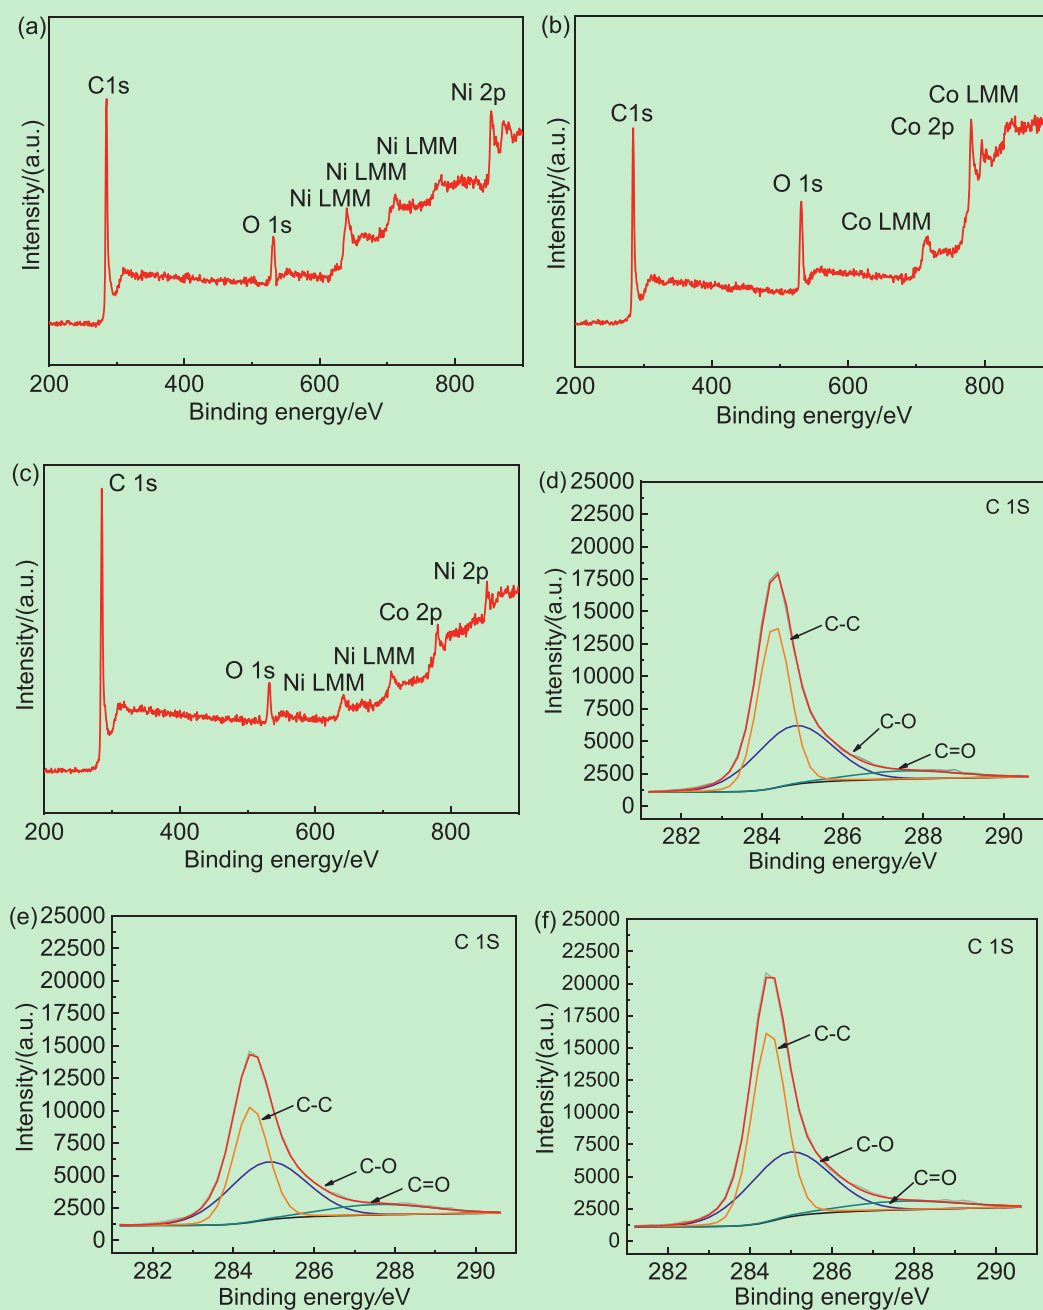 (a)
C1s
O 1s
Ni LMM
Ni LMM
Ni LMM
Ni 2p
Intensity/(a.u.)
200 400 600 800
Binding energy/eV
(b)
C1s
O 1s
Co LMM
Co 2p
Co LMM
Intensity/(a.u.)
200 400 600 800
Binding energy/eV
(c)
C 1s
O 1s
Ni LMM
Ni LMM
Co 2p
Ni 2p
Intensity/(a.u.)
200 400 600 800
Binding energy/eV
(d)
C 1S
25000
22500
20000
17500
15000
12500
10000
7500
5000
2500
0
C-C
C-O
C=O
Intensity/(a.u.)
282 284 286 288 290
Binding energy/eV
(e)
C 1S
25000
22500
20000
17500
15000
12500
10000
7500
5000
2500
0
C-C
C-O
C=O
Intensity/(a.u.)
282 284 286 288 290
Binding energy/eV
(f)
C 1S
25000
22500
20000
17500
15000
12500
10000
7500
5000
2500
0
C-C
C-O
C=O
Intensity/(a.u.)
282 284 286 288 290
Binding energy/eV